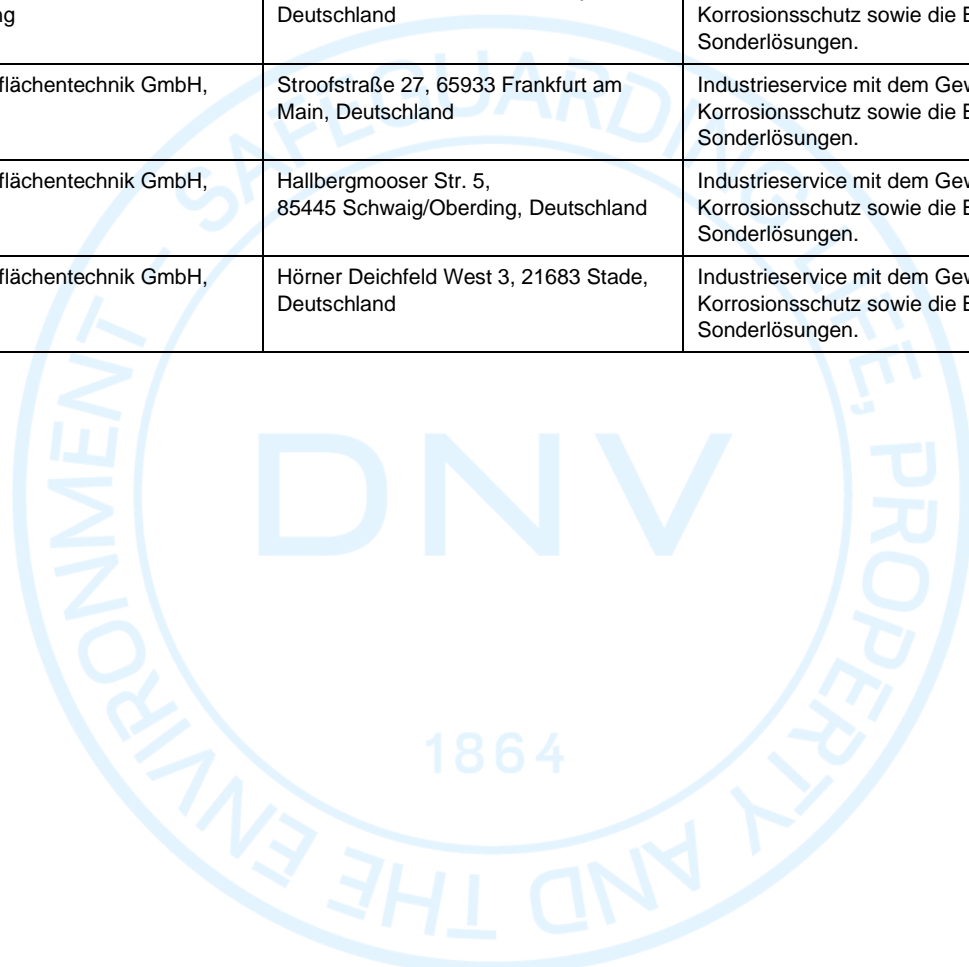 ng
Deutschland
Korrosionsschutz sowie die E
Sonderlösungen.
flächentechnik GmbH,
Stroofstraße 27, 65933 Frankfurt am
Main, Deutschland
Industrieservice mit dem Gew
Korrosionsschutz sowie die E
Sonderlösungen.
flächentechnik GmbH,
Hallbergmooser Str. 5,
85445 Schwaig/Oberding, Deutschland
Industrieservice mit dem Gew
Korrosionsschutz sowie die E
Sonderlösungen.
flächentechnik GmbH,
Hörner Deichfeld West 3, 21683 Stade,
Deutschland
Industrieservice mit dem Gew
Korrosionsschutz sowie die E
Sonderlösungen.
SAFEGUARDING LIFE, PROPERTY AND THE ENVIRONMENT
DNV
1864